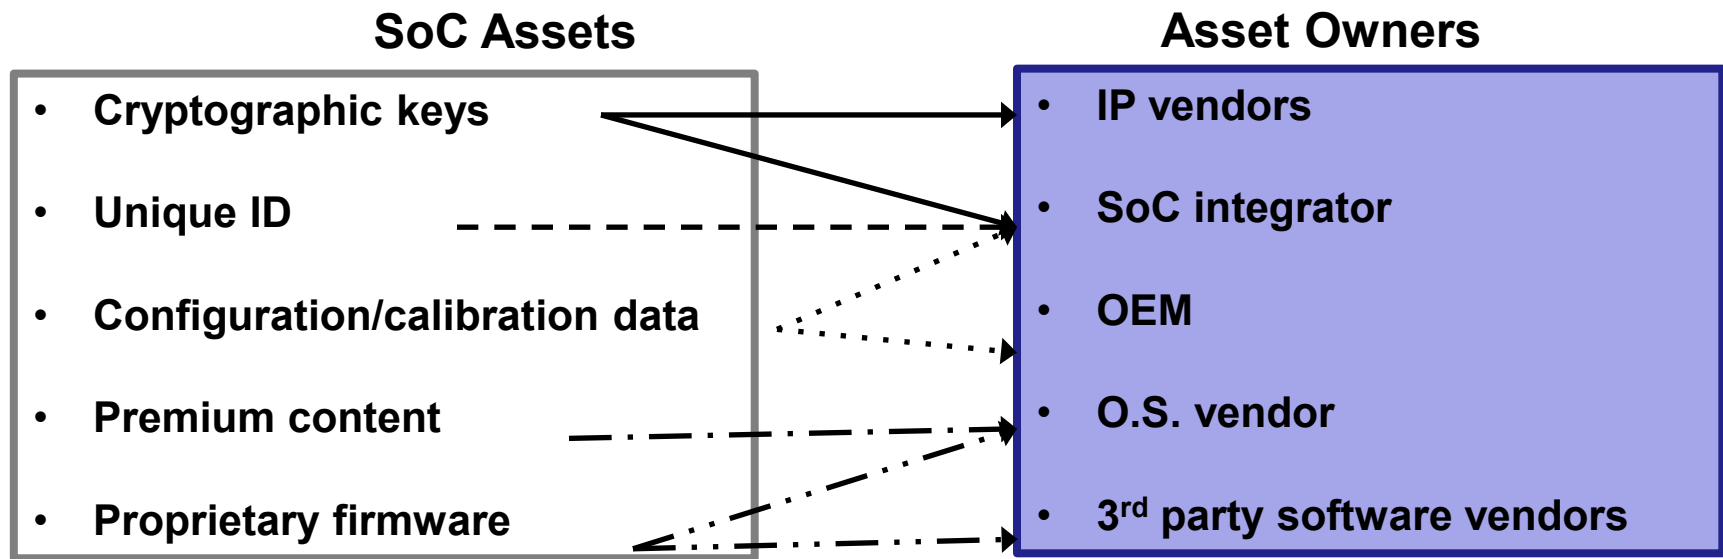 SoC Assets
• Cryptographic keys
• Unique ID
• Configuration/calibration data
• Premium content
• Proprietary firmware
Asset Owners
• IP vendors
• SoC integrator
• OEM
• O.S. vendor
• 3rd party software vendors